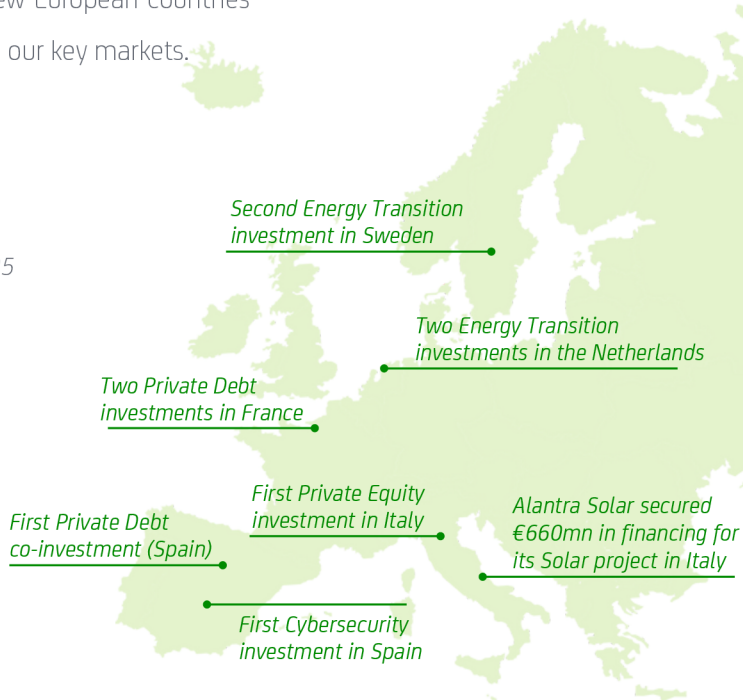 European countries
our key markets.
Second Energy Transition
investment in Sweden
5
Two Energy Transition
investments in the Netherlands
Two Private Debt
investments in France
First Private Equity
investment in Italy
Alantra Solar secured
€660mn in financing for
its Solar project in Italy
First Private Debt
co-investment (Spain)
First Cybersecurity
investment in Spain